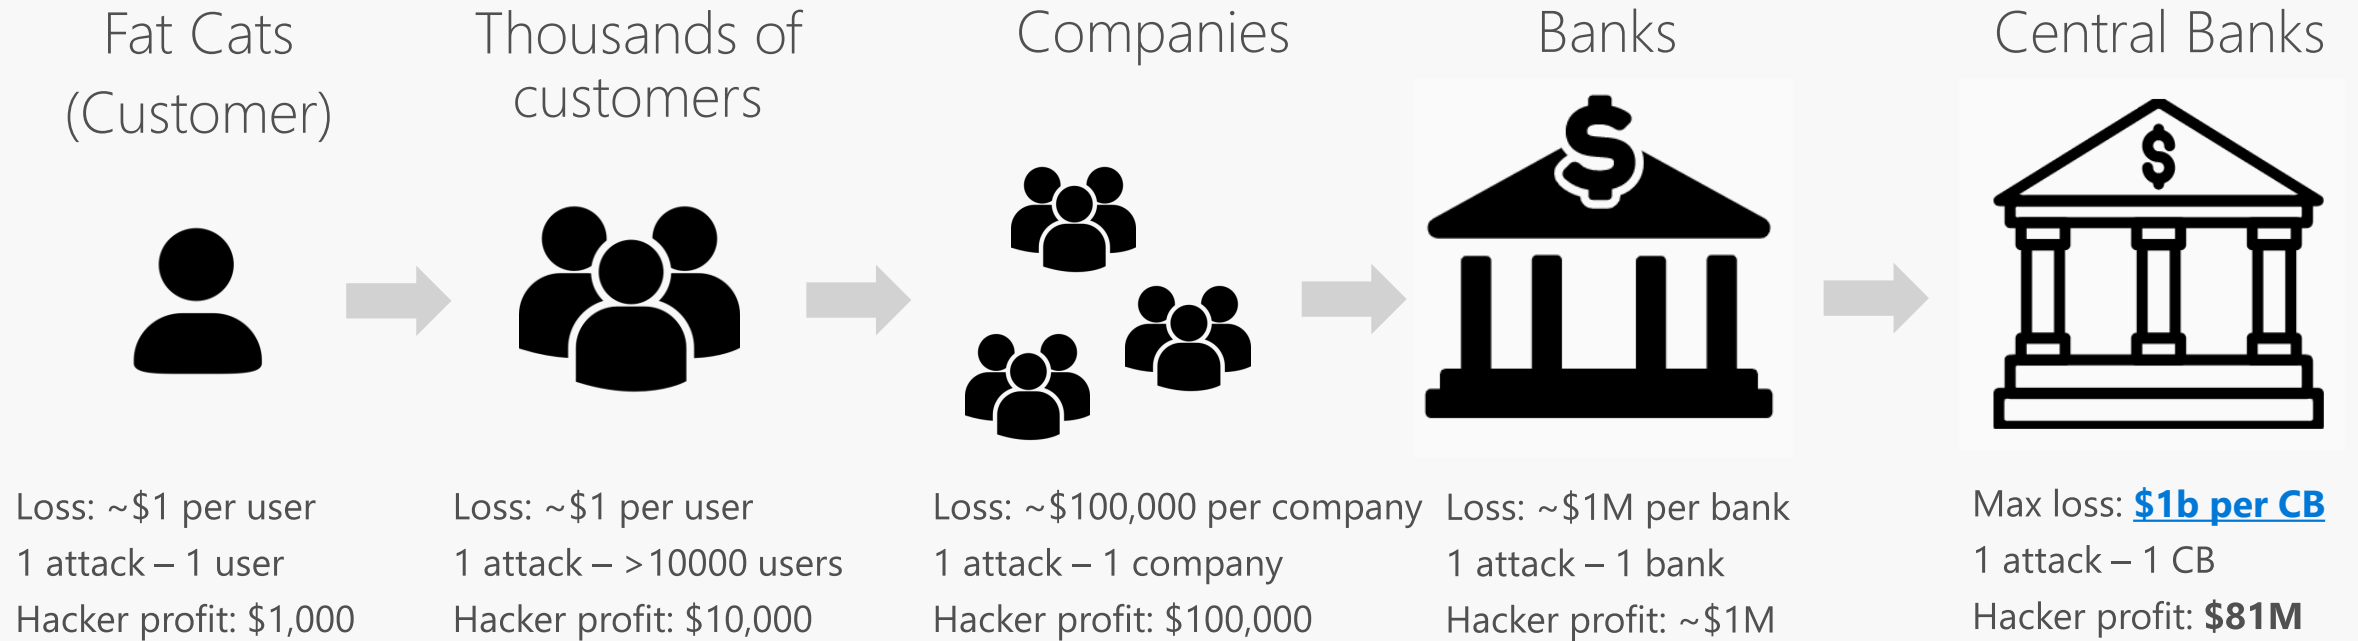 Fat Cats
(Customer)
Thousands of
customers
Companies
Banks
Central Banks
$
$
Loss: ~$1 per user
1 attack – 1 user
Hacker profit: $1,000
Loss: ~$1 per user
1 attack – >10000 users
Hacker profit: $10,000
Loss: ~$100,000 per company
1 attack – 1 company
Hacker profit: $100,000
Loss: ~$1M per bank
1 attack – 1 bank
Hacker profit: ~$1M
Max loss: $1b per CB
1 attack – 1 CB
Hacker profit: $81M